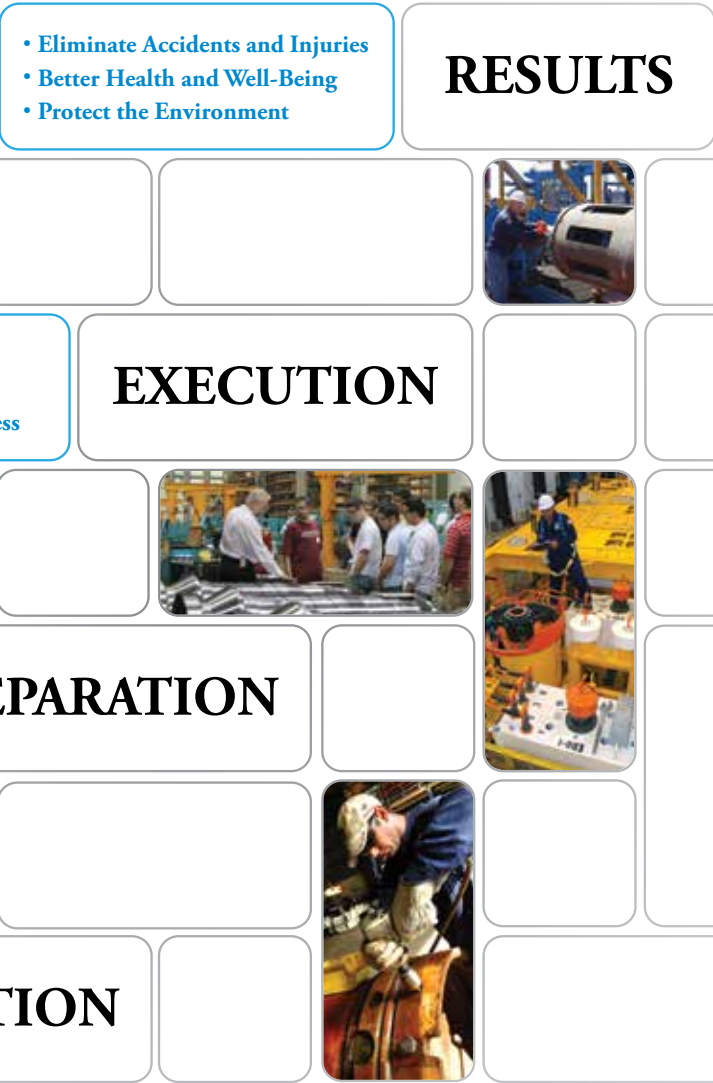 • Eliminate Accidents and Injuries
• Better Health and Well-Being
• Protect the Environment
RESULTS
EXECUTION
ess
EPARATION
TION